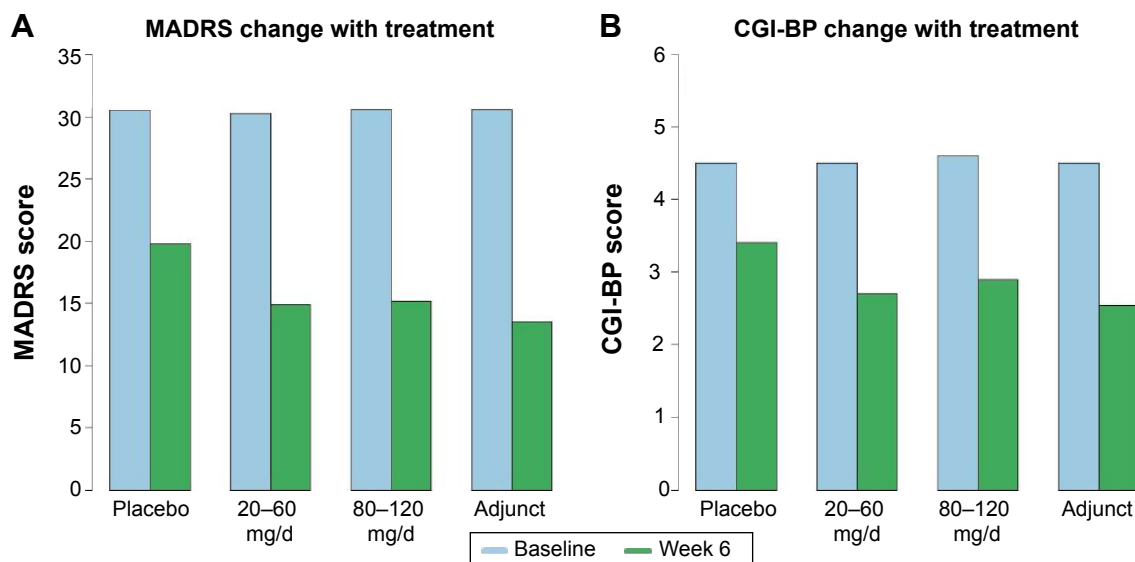 A
MADRS change with treatment
MADRS score
35
30
25
20
15
10
5
0
Placebo
20–60
mg/d
80–120
mg/d
Adjunct
B
CGI-BP change with treatment
CGI-BP score
6
5
4
3
2
1
0
Placebo
20–60
mg/d
80–120
mg/d
Adjunct
Baseline
Week 6